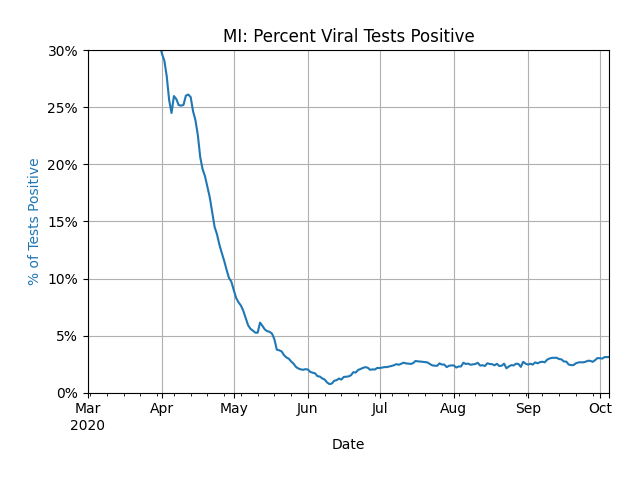 MI: Percent Viral Tests Positive
30%
25%
20%
15%
10%
5%
0%
% of Tests Positive
Mar Apr May Jun Jul Aug Sep Oct
2020
Date